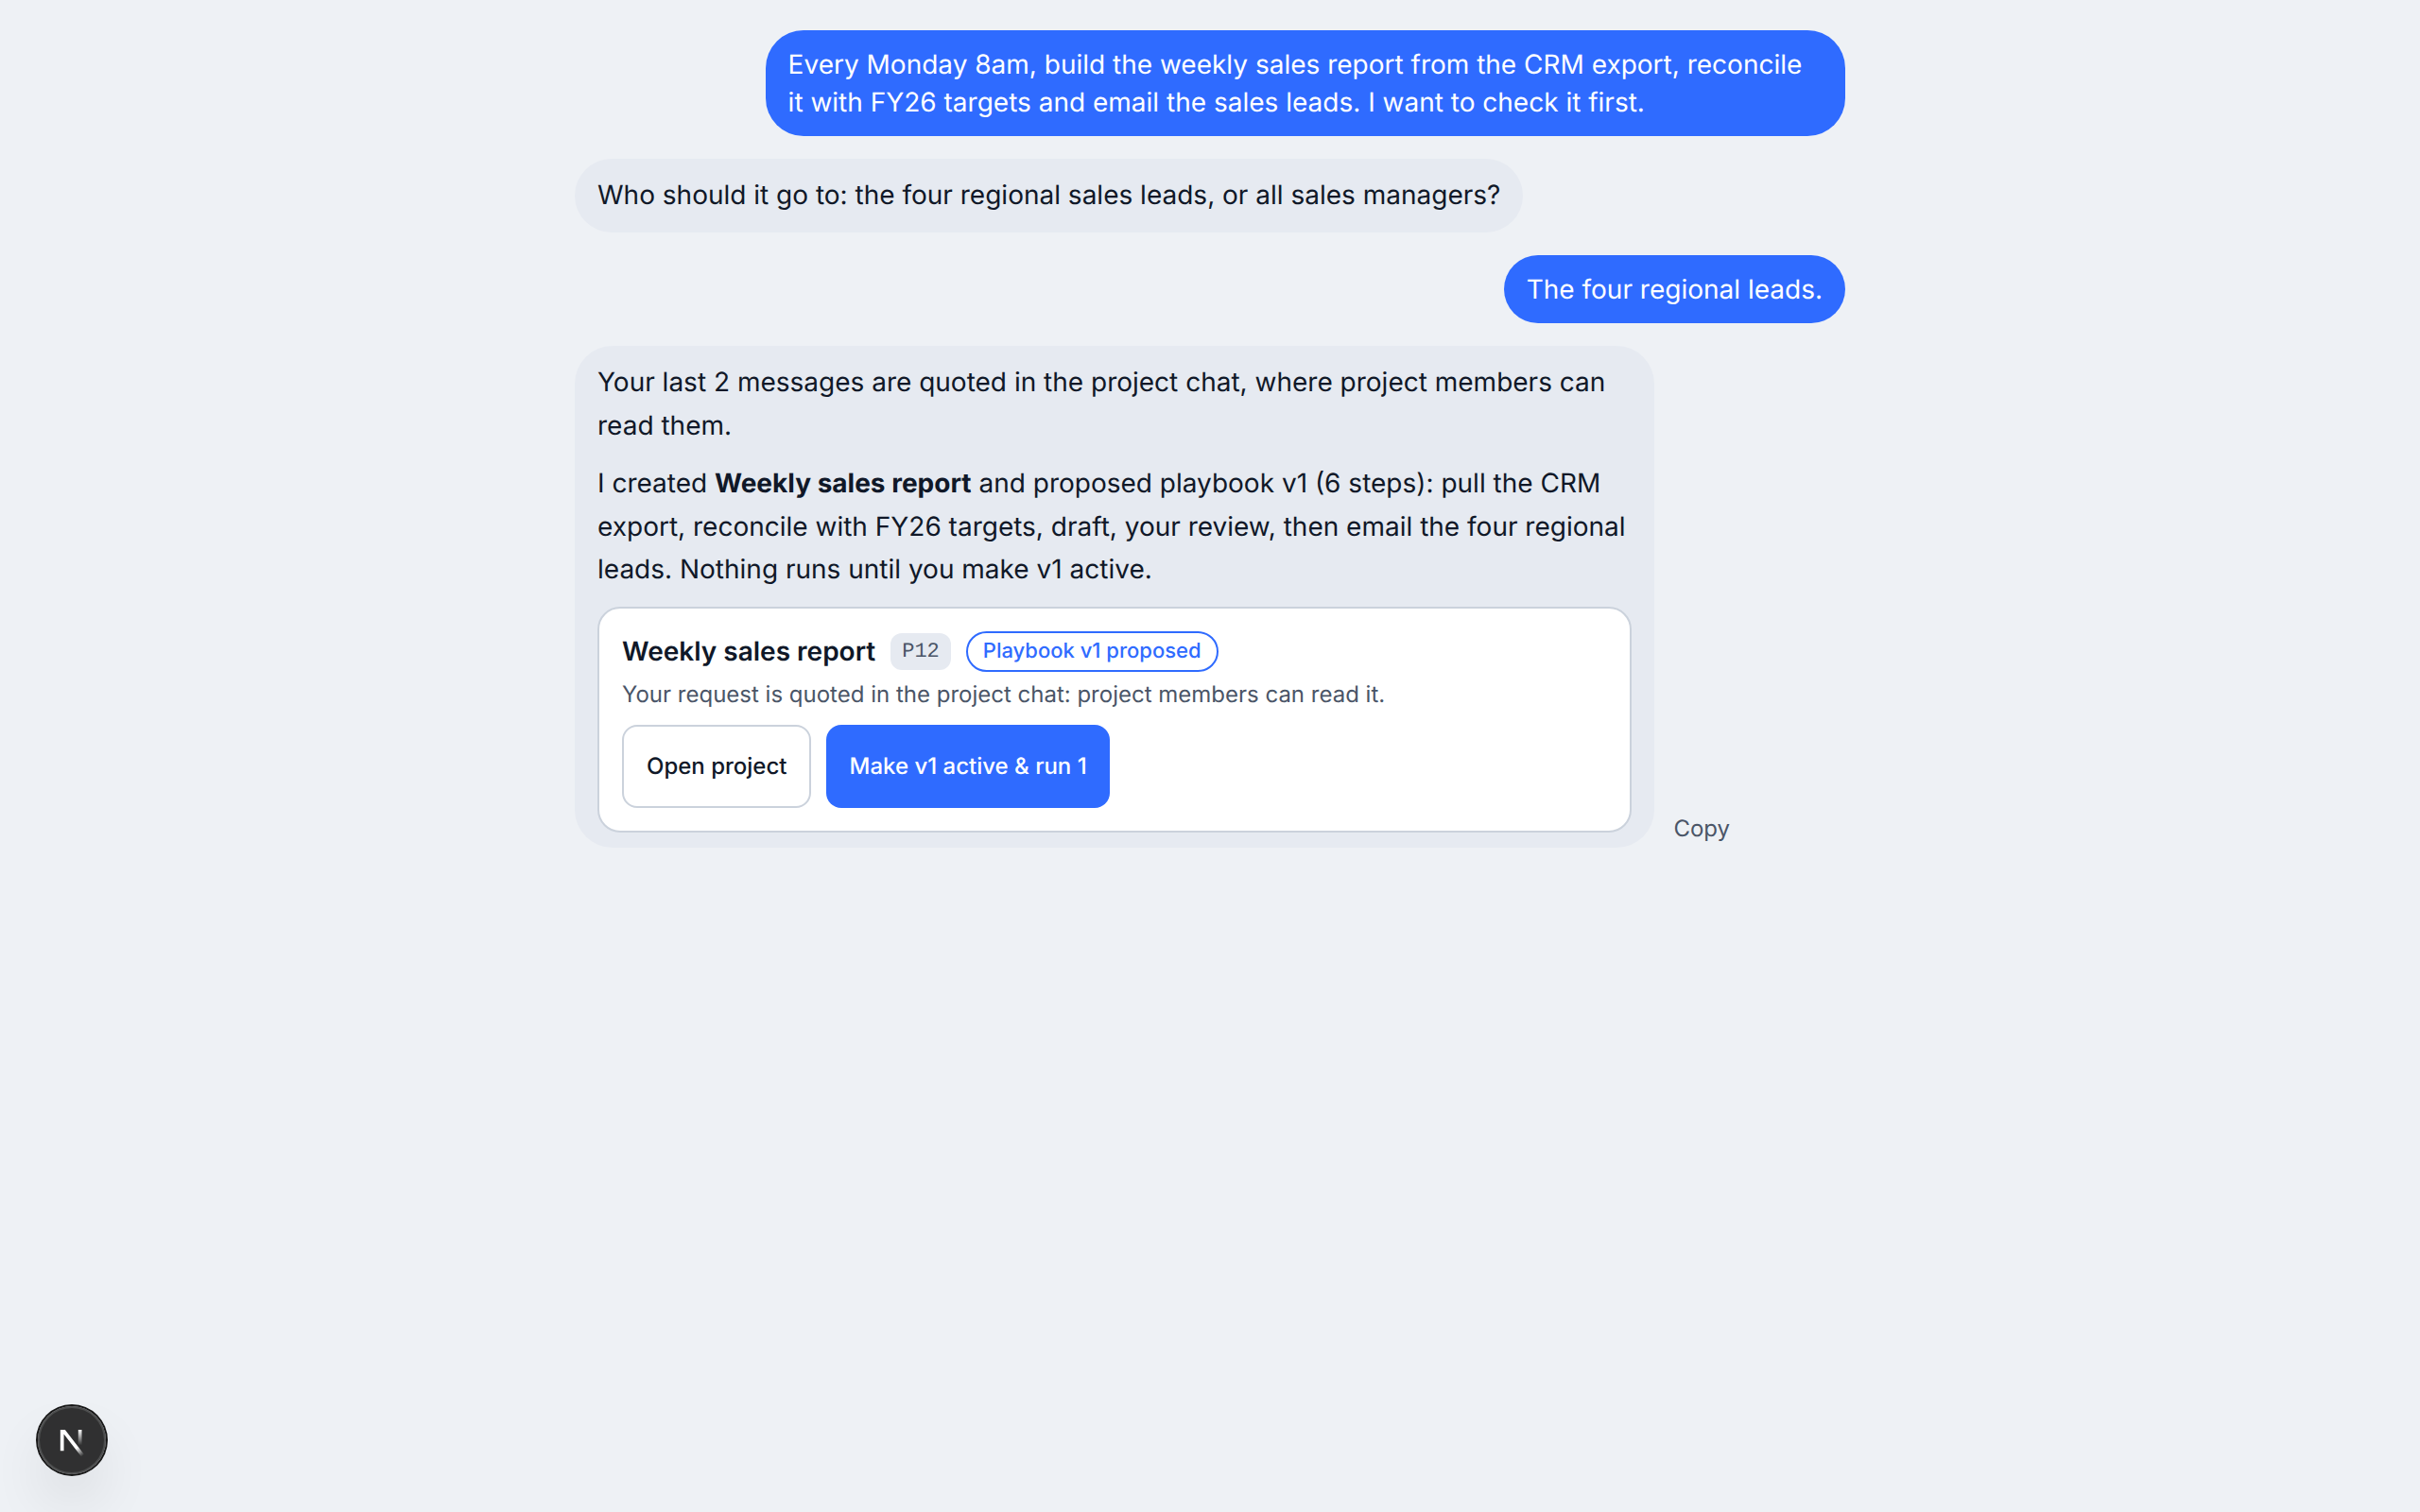 Every Monday 8am, build the weekly sales report from the CRM export, reconcile
it with FY26 targets and email the sales leads. I want to check it first.
Who should it go to: the four regional sales leads, or all sales managers?
The four regional leads.
Your last 2 messages are quoted in the project chat, where project members can
read them.
I created Weekly sales report and proposed playbook v1 (6 steps): pull the CRM
export, reconcile with FY26 targets, draft, your review, then email the four regional
leads. Nothing runs until you make v1 active.
Weekly sales report P12 Playbook v1 proposed
Your request is quoted in the project chat: project members can read it.
Open project Make v1 active & run 1
Copy
N